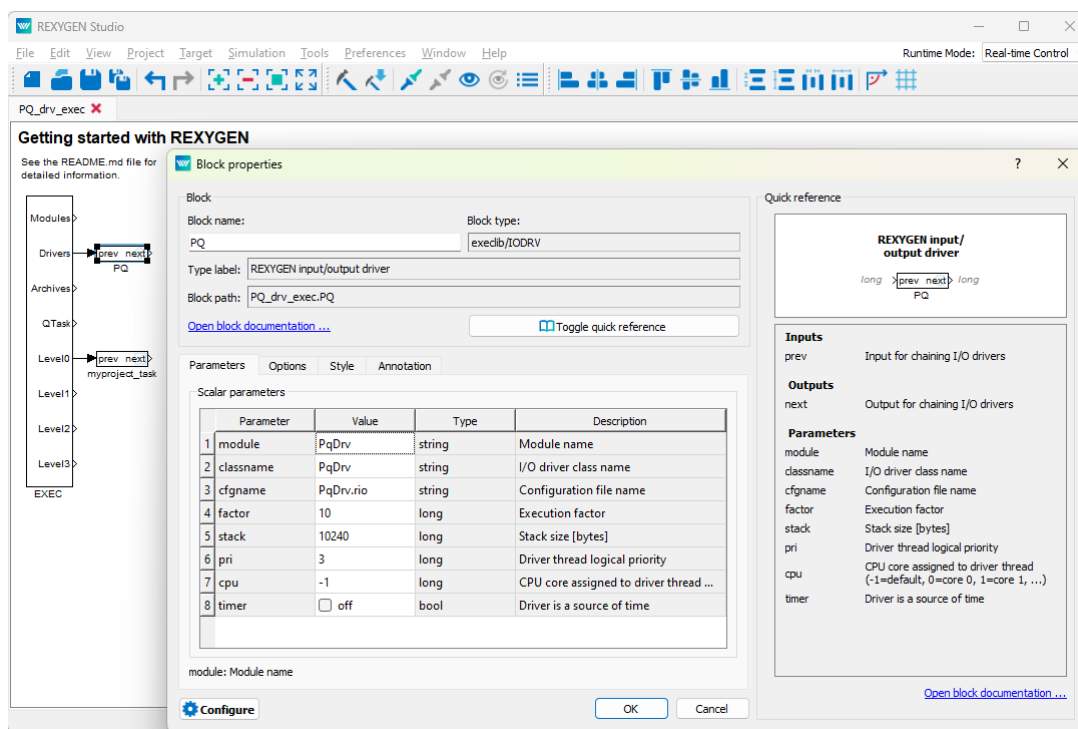 REXYGEN Studio
File Edit View Project Target Simulation Tools Preferences Window Help
Runtime Mode: Real-time Control
PQ_drv_exec
Getting started with REXYGEN
See the README.md file for
detailed information.
Modules
Drivers
prev next
PQ
Archives
QTask
Level0
prev next
myproject_task
Level1
Level2
Level3
EXEC
Block properties
?
Block
Block name:
Block type:
PQ
execlib/IODRV
Type label: REXYGEN input/output driver
Block path: PQ_drv_exec.PQ
Open block documentation ...
Toggle quick reference
Parameters Options Style Annotation
Scalar parameters
Parameter Value Type Description
1 module PqDrv string Module name
2 classname PqDrv string I/O driver class name
3 cfgname PqDrv.rio string Configuration file name
4 factor 10 long Execution factor
5 stack 10240 long Stack size [bytes]
6 pri 3 long Driver thread logical priority
7 cpu -1 long CPU core assigned to driver thread ...
8 timer off bool Driver is a source of time
module: Module name
Configure
OK
Cancel
Quick reference
REXYGEN input/
output driver
long prev next long
PQ
Inputs
prev Input for chaining I/O drivers
Outputs
next Output for chaining I/O drivers
Parameters
module Module name
classname I/O driver class name
cfgname Configuration file name
factor Execution factor
stack Stack size [bytes]
pri Driver thread logical priority
cpu CPU core assigned to driver thread
(-1=default, 0=core 0, 1=core 1, ...)
timer Driver is a source of time
Open block documentation ...